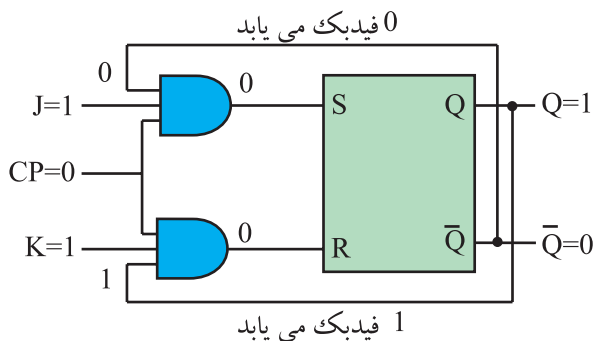 0 فیدبک می یابد
0
0
J=1
S
Q
Q=1
CP=0
K=1
0
R
Q̅
Q̅=0
1
1 فیدبک می یابد